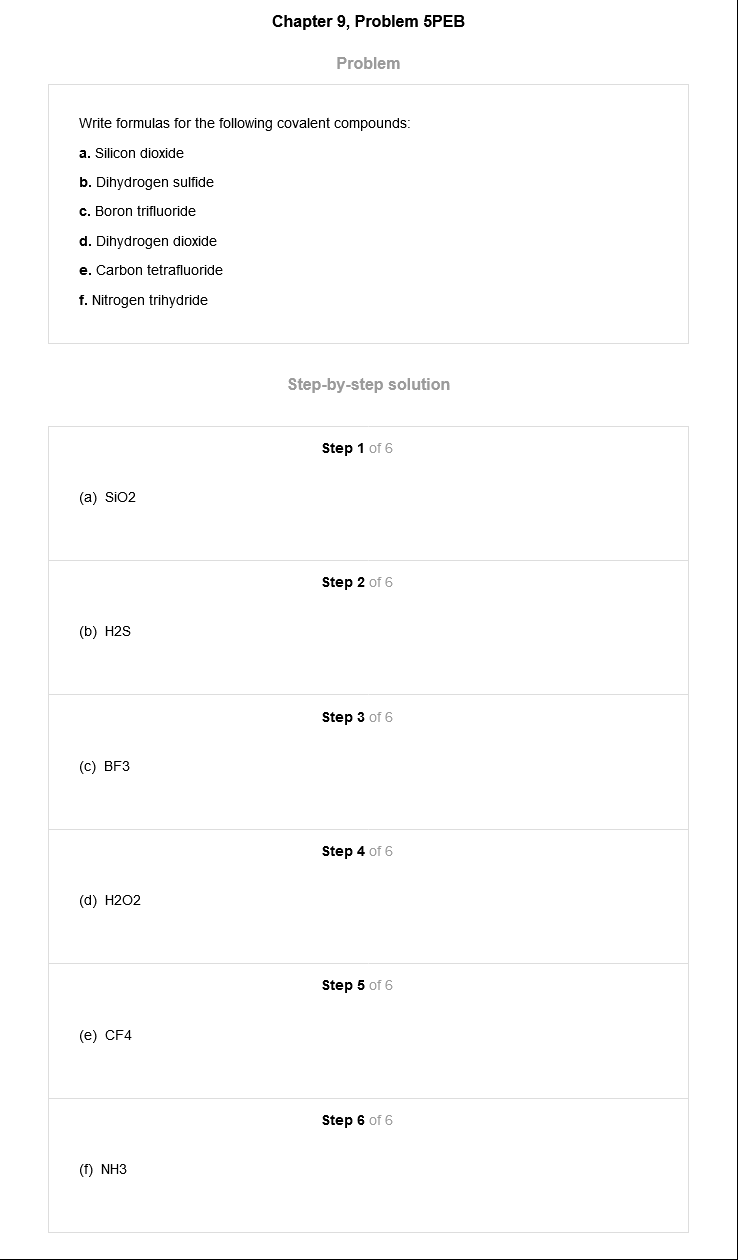 Chapter 9, Problem 5PEB
Problem
Write formulas for the following covalent compounds:
a. Silicon dioxide
b. Dihydrogen sulfide
c. Boron trifluoride
d. Dihydrogen dioxide
e. Carbon tetrafluoride
f. Nitrogen trihydride
Step-by-step solution
Step 1 of 6
(a) SiO2
Step 2 of 6
(b) H2S
Step 3 of 6
(c) BF3
Step 4 of 6
(d) H2O2
Step 5 of 6
(e) CF4
Step 6 of 6
(f) NH3